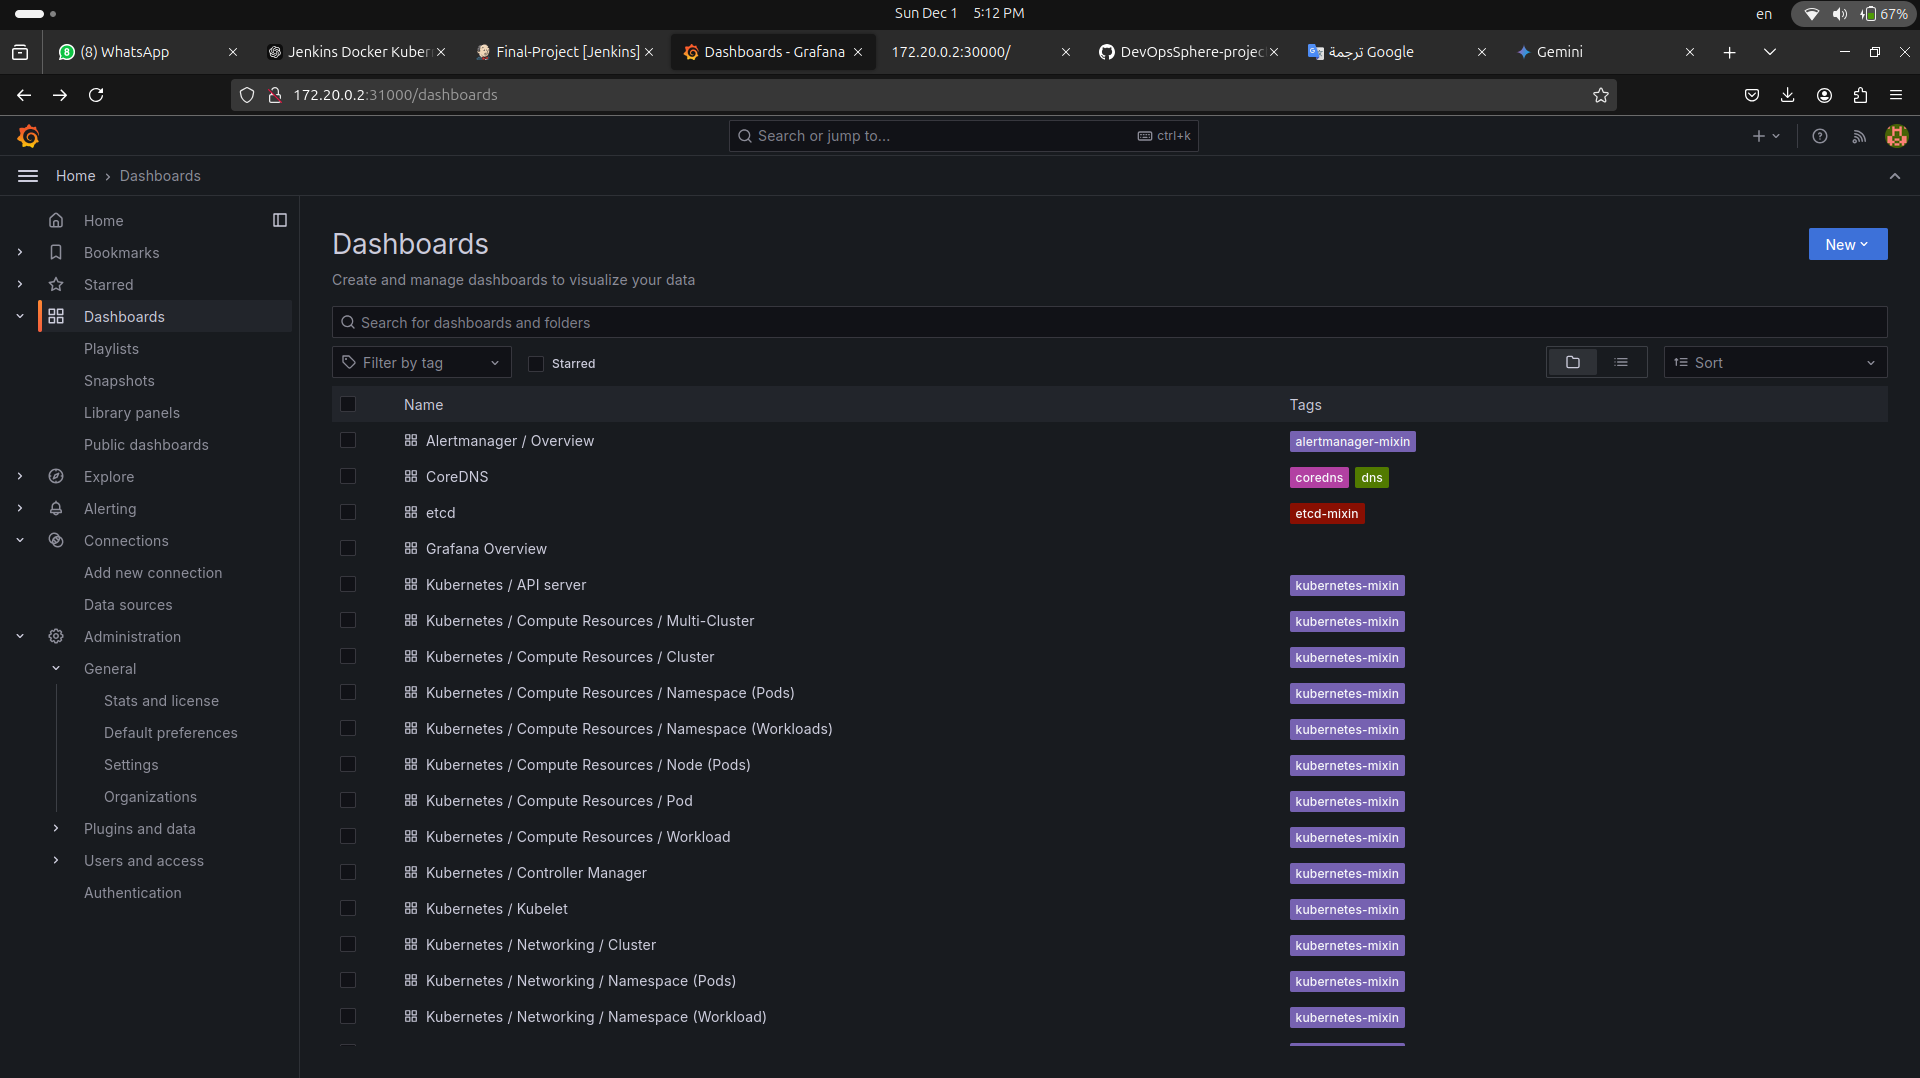 Sun Dec 1 5:12 PM
en
67%
(8) WhatsApp
Jenkins Docker Kuber
Final-Project [Jenkins]
Dashboards - Grafana
172.20.0.2:30000/
DevOpsSphere-projec
ترجمة Google
Gemini
172.20.0.2:31000/dashboards
Search or jump to...
ctrl+k
Home › Dashboards
Home
Bookmarks
Starred
Dashboards
Playlists
Snapshots
Library panels
Public dashboards
Explore
Alerting
Connections
Add new connection
Data sources
Administration
General
Stats and license
Default preferences
Settings
Organizations
Plugins and data
Users and access
Authentication
Dashboards
New
Create and manage dashboards to visualize your data
Search for dashboards and folders
Filter by tag
Starred
Sort
Name Tags
Alertmanager / Overview alertmanager-mixin
CoreDNS coredns dns
etcd etcd-mixin
Grafana Overview
Kubernetes / API server kubernetes-mixin
Kubernetes / Compute Resources / Multi-Cluster kubernetes-mixin
Kubernetes / Compute Resources / Cluster kubernetes-mixin
Kubernetes / Compute Resources / Namespace (Pods) kubernetes-mixin
Kubernetes / Compute Resources / Namespace (Workloads) kubernetes-mixin
Kubernetes / Compute Resources / Node (Pods) kubernetes-mixin
Kubernetes / Compute Resources / Pod kubernetes-mixin
Kubernetes / Compute Resources / Workload kubernetes-mixin
Kubernetes / Controller Manager kubernetes-mixin
Kubernetes / Kubelet kubernetes-mixin
Kubernetes / Networking / Cluster kubernetes-mixin
Kubernetes / Networking / Namespace (Pods) kubernetes-mixin
Kubernetes / Networking / Namespace (Workload) kubernetes-mixin